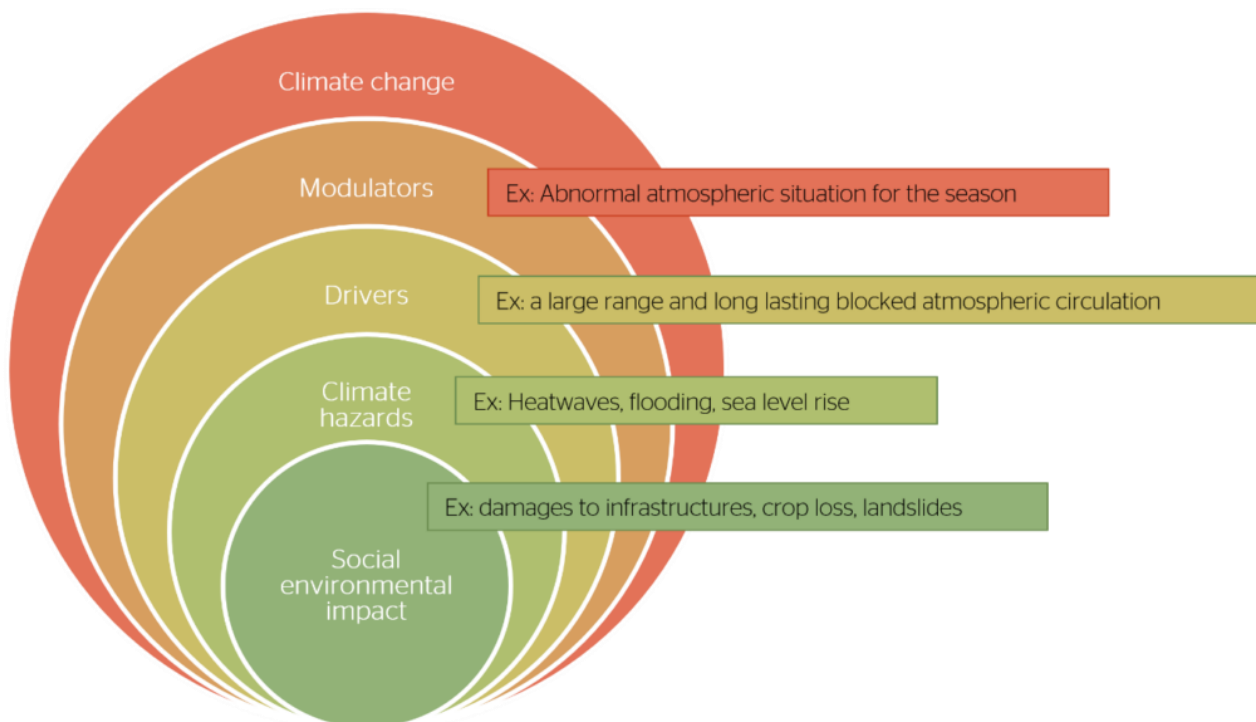 Climate change
Modulators
Ex: Abnormal atmospheric situation for the season
Drivers
Ex: a large range and long lasting blocked atmospheric circulation
Climate
hazards
Ex: Heatwaves, flooding, sea level rise
Ex: damages to infrastructures, crop loss, landslides
Social
environmental
impact